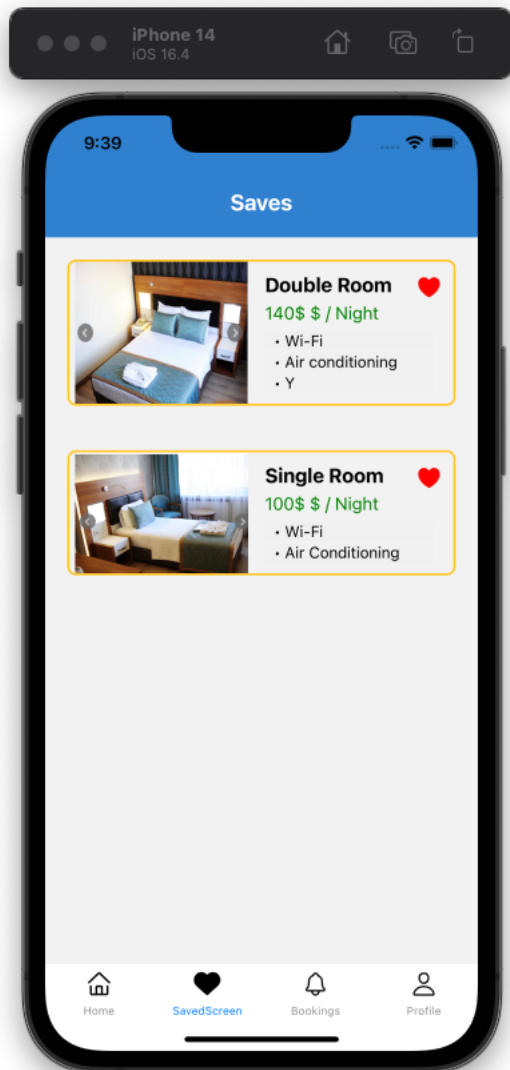 iPhone 14
iOS 16.4
9:39
Saves
Double Room
140$ $ / Night
• Wi-Fi
• Air conditioning
• Y
Single Room
100$ $ / Night
• Wi-Fi
• Air Conditioning
Home SavedScreen Bookings Profile